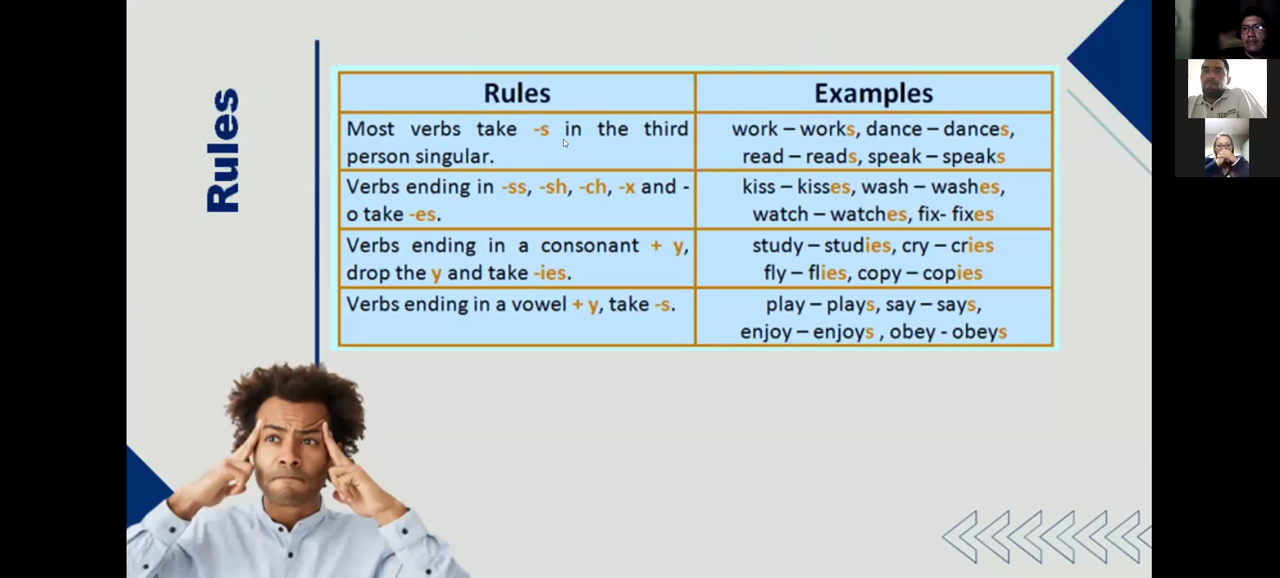 Rules
Rules
Examples
Most verbs take -s in the third
person singular.
work – works, dance – dances,
read – reads, speak – speaks
Verbs ending in -ss, -sh, -ch, -x and -
o take -es.
kiss – kisses, wash – washes,
watch – watches, fix- fixes
Verbs ending in a consonant + y,
drop the y and take -ies.
study – studies, cry – cries
fly – flies, copy – copies
Verbs ending in a vowel + y, take -s.
play – plays, say – says,
enjoy – enjoys , obey - obeys